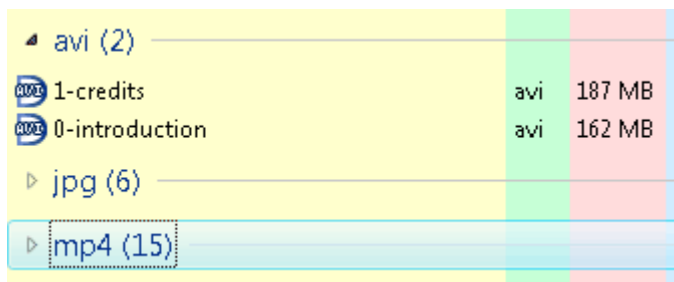 avi (2)
1-credits avi 187 MB
0-introduction avi 162 MB
jpg (6)
mp4 (15)